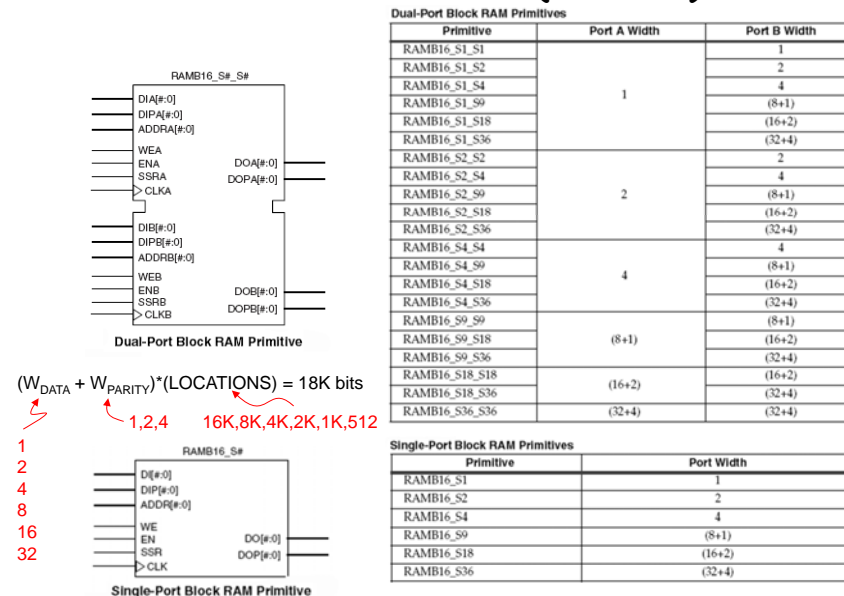 RAMB16_S#_S#
DIA[#:0]
DIPA[#:0]
ADDRA[#:0]
WEA
ENA
SSRA
CLKA
DOA[#:0]
DOPA[#:0]
DIB[#:0]
DIPB[#:0]
ADDRB[#:0]
WEB
ENB
SSRB
CLKB
DOB[#:0]
DOPB[#:0]
Dual-Port Block RAM Primitive
(WDATA + WPARITY)*(LOCATIONS) = 18K bits
1,2,4
16K,8K,4K,2K,1K,512
1
2
4
8
16
32
RAMB16_S#
DI[#:0]
DIP[#:0]
ADDR[#:0]
WE
EN
SSR
CLK
DO[#:0]
DOP[#:0]
Single-Port Block RAM Primitive
Dual-Port Block RAM Primitives
Primitive Port A Width Port B Width
RAMB16_S1_S1 1 1
RAMB16_S1_S2 2
RAMB16_S1_S4 4
RAMB16_S1_S9 (8+1)
RAMB16_S1_S18 (16+2)
RAMB16_S1_S36 (32+4)
RAMB16_S2_S2 2 2
RAMB16_S2_S4 4
RAMB16_S2_S9 (8+1)
RAMB16_S2_S18 (16+2)
RAMB16_S2_S36 (32+4)
RAMB16_S4_S4 4 4
RAMB16_S4_S9 (8+1)
RAMB16_S4_S18 (16+2)
RAMB16_S4_S36 (32+4)
RAMB16_S9_S9 (8+1) (8+1)
RAMB16_S9_S18 (16+2)
RAMB16_S9_S36 (32+4)
RAMB16_S18_S18 (16+2) (16+2)
RAMB16_S18_S36 (32+4)
RAMB16_S36_S36 (32+4) (32+4)
Single-Port Block RAM Primitives
Primitive Port Width
RAMB16_S1 1
RAMB16_S2 2
RAMB16_S4 4
RAMB16_S9 (8+1)
RAMB16_S18 (16+2)
RAMB16_S36 (32+4)